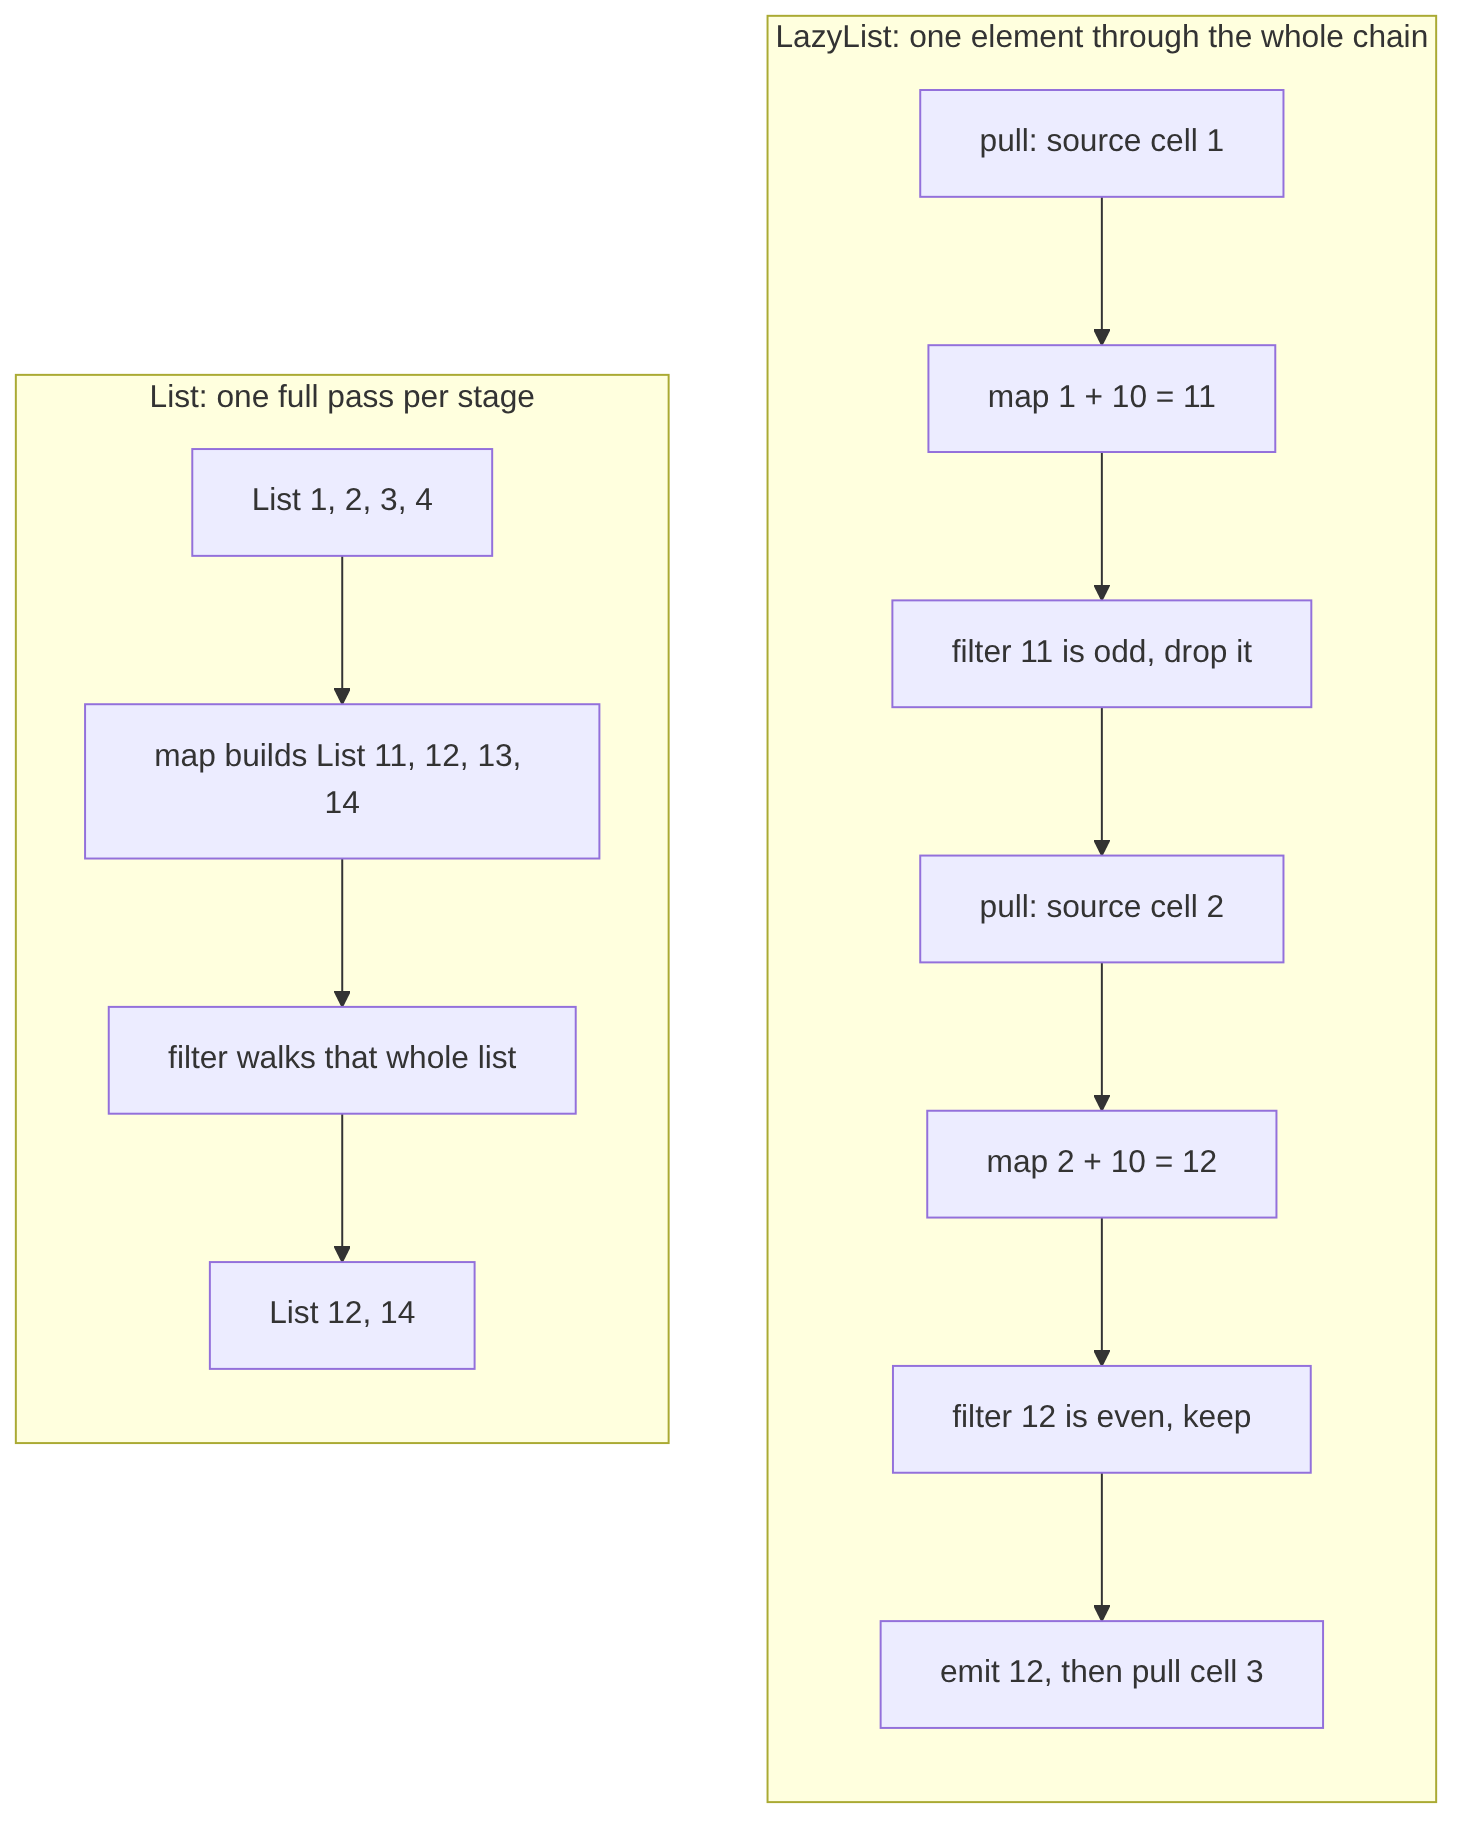 List: one full pass per stage
List 1, 2, 3, 4
map builds List 11, 12, 13,
14
filter walks that whole list
List 12, 14
LazyList: one element through the whole chain
pull: source cell 1
map 1 + 10 = 11
filter 11 is odd, drop it
pull: source cell 2
map 2 + 10 = 12
filter 12 is even, keep
emit 12, then pull cell 3